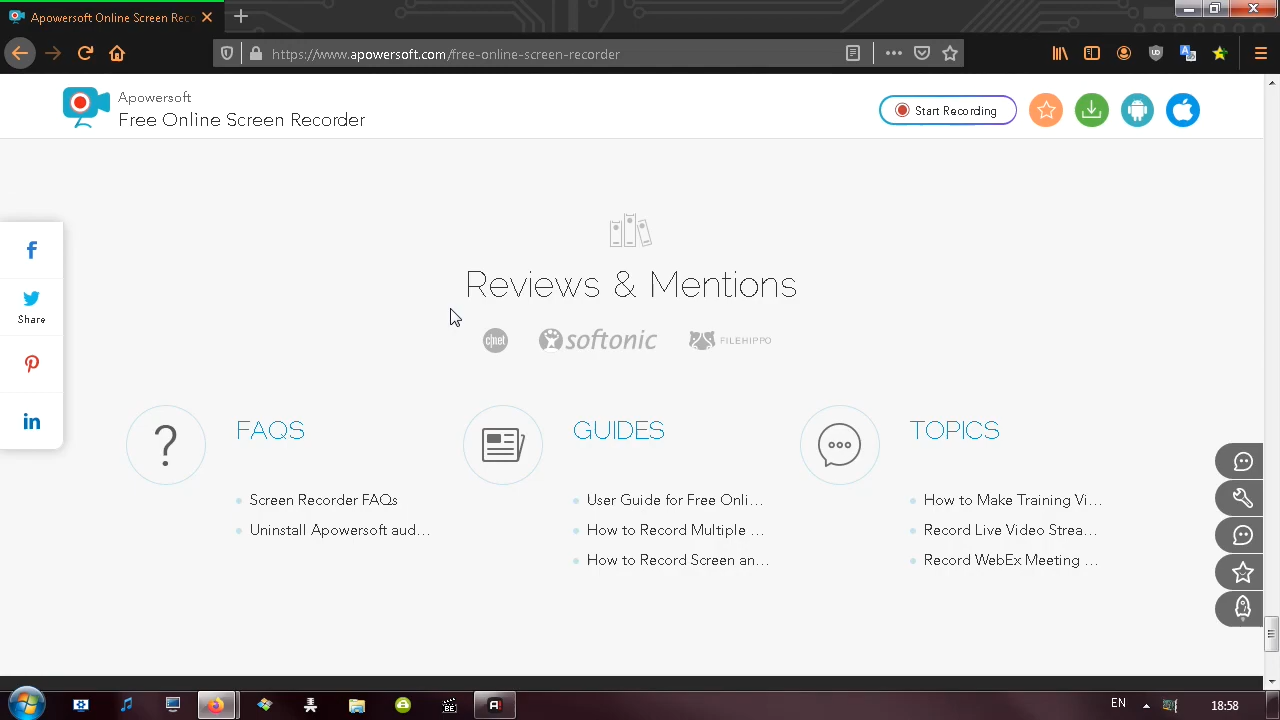 Apowersoft Online Screen Rec
https://www.apowersoft.com/free-online-screen-recorder
Apowersoft
Free Online Screen Recorder
Start Recording
Share
in
Reviews & Mentions
c|net
softonic
FILEHIPPO
?
FAQS
Screen Recorder FAQs
Uninstall Apowersoft aud...
GUIDES
User Guide for Free Onli...
How to Record Multiple ...
How to Record Screen an...
TOPICS
How to Make Training Vi...
Record Live Video Strea...
Record WebEx Meeting ...
EN
18:58